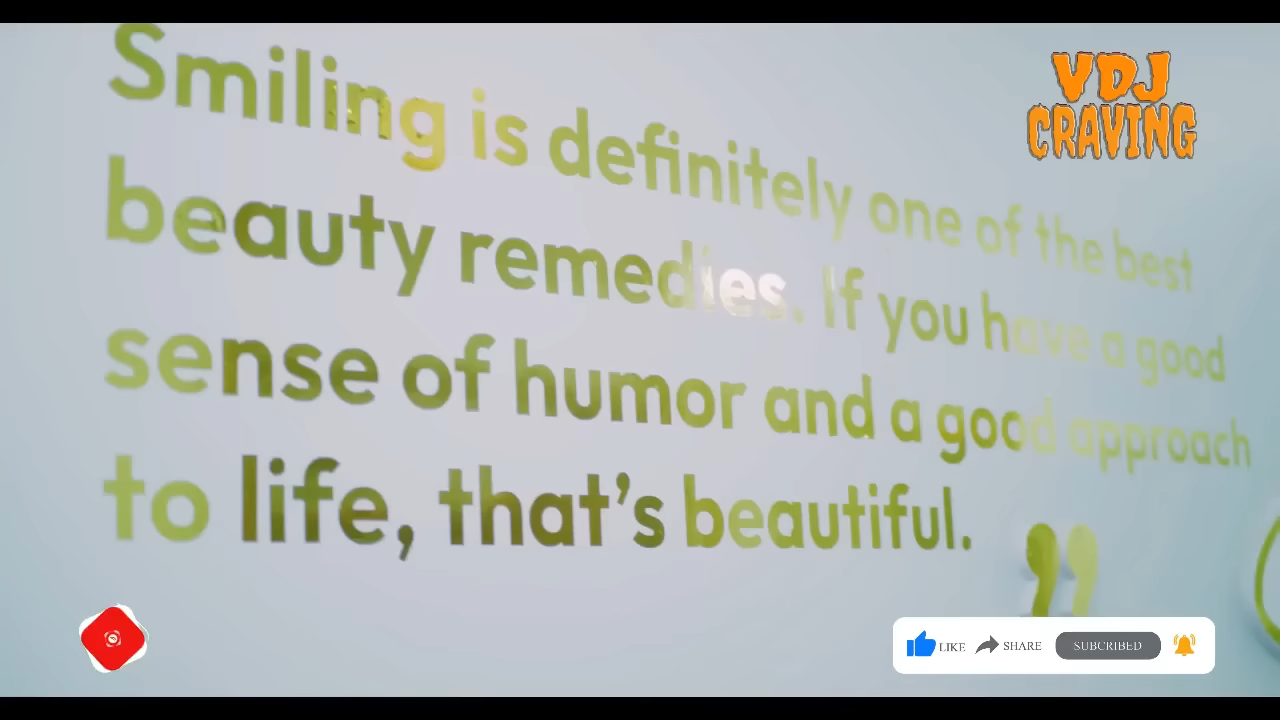 Smiling is definitely one of the best
beauty remedies. If you have a good
sense of humor and a good approach
to life, that's beautiful.
”
VDJ
CRAVING
LIKE SHARE SUBCRIBED